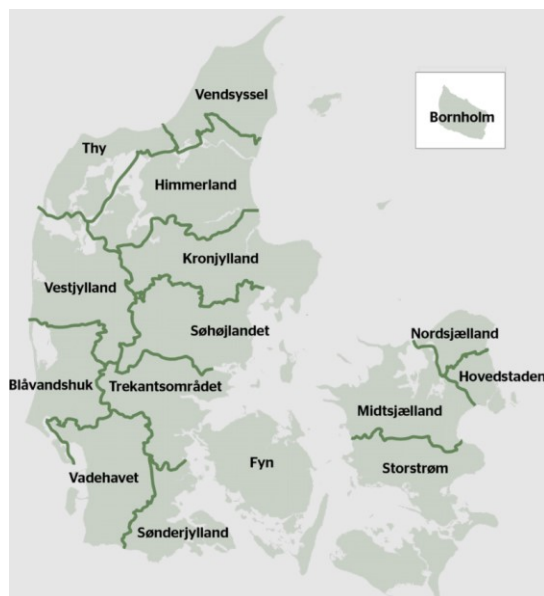 Vendsyssel
Bornholm
Thy
Himmerland
Kronjylland
Vestjylland
Søhøjlandet
Nordsjælland
Hovedstaden
Blåvandshuk
Trekantsområdet
Midtsjælland
Fyn
Storstrøm
Vadehavet
Sønderjylland